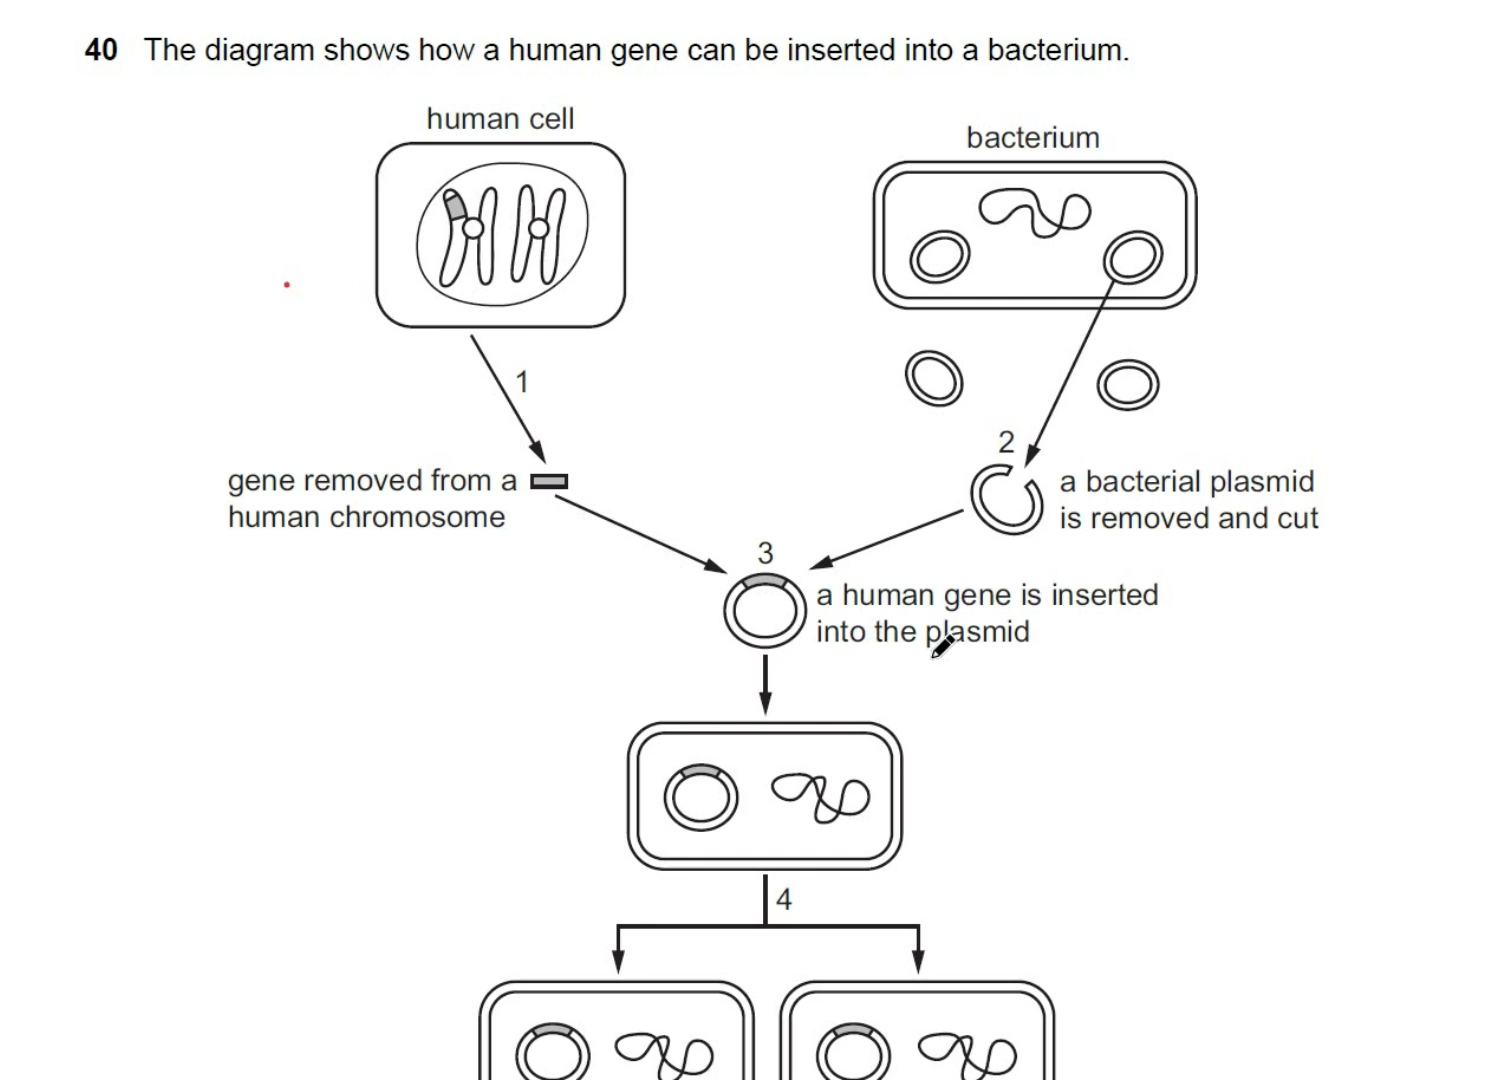 40 The diagram shows how a human gene can be inserted into a bacterium.
human cell
bacterium
1
2
gene removed from a
human chromosome
a bacterial plasmid
is removed and cut
3
a human gene is inserted
into the plasmid
4